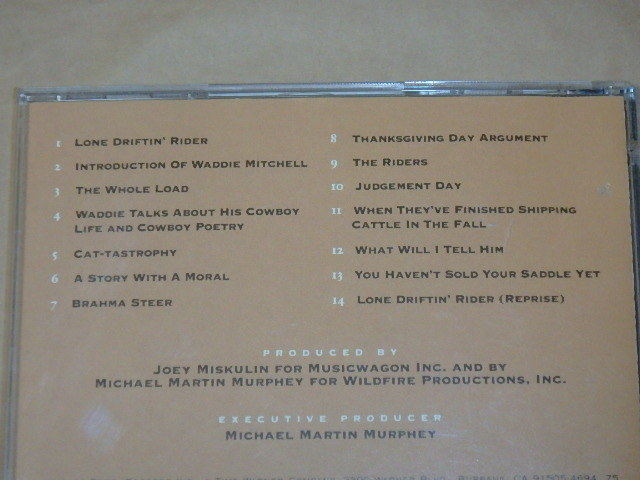 1 Lone Driftin' Rider
2 Introduction Of Waddie Mitchell
3 The Whole Load
4 Waddie Talks About His Cowboy
Life and Cowboy Poetry
5 Cat-tastrophy
6 A Story With A Moral
7 Brahma Steer
8 Thanksgiving Day Argument
9 The Riders
10 Judgement Day
11 When They've Finished Shipping
Cattle In The Fall
12 What Will I Tell Him
13 You Haven't Sold Your Saddle Yet
14 Lone Driftin' Rider (Reprise)
PRODUCED BY
Joey Miskulin for Musicwagon Inc. and by
Michael Martin Murphey for Wildfire Productions, Inc.
EXECUTIVE PRODUCER
Michael Martin Murphey